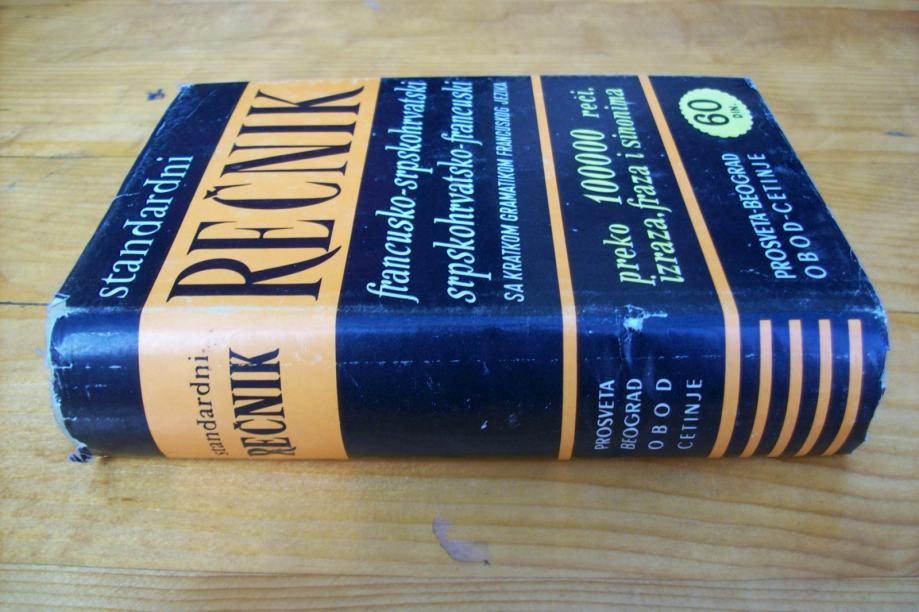 standardni
REČNIK
francusko-srpskohrvatski
srpskohrvatsko-francuski
SA KRATKOM GRAMATIKOM FRANCUSKOG JEZIKA
preko 100000 reči,
izraza, fraza i sinonima
60
DIN.
PROSVETA-BEOGRAD
OBOD-CETINJE
standardni
REČNIK
PROSVETA
BEOGRAD
OBOD
CETINJE